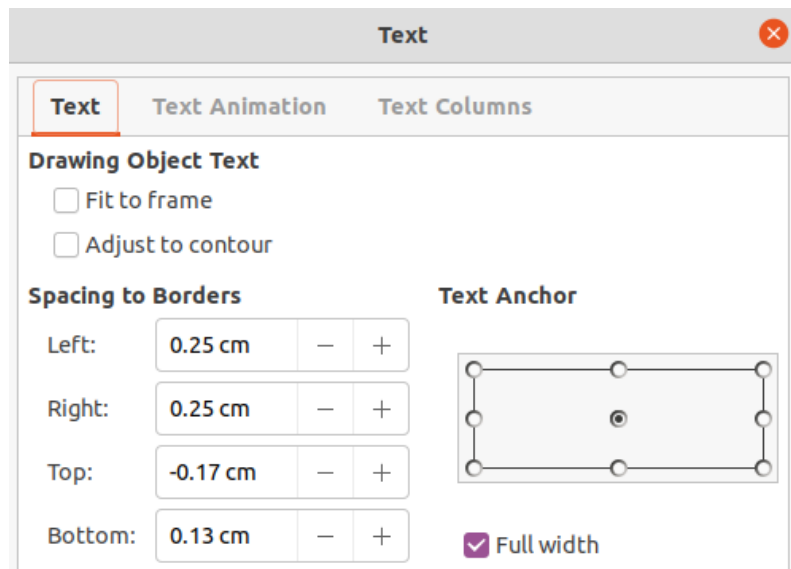 Text
Text Text Animation Text Columns
Drawing Object Text
Fit to frame
Adjust to contour
Spacing to Borders Text Anchor
Left: 0.25 cm
Right: 0.25 cm
Top: -0.17 cm
Bottom: 0.13 cm
Full width